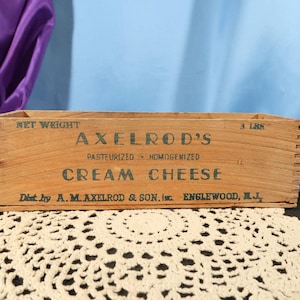 NET WEIGHT 3 LBS
AXELROD'S
PASTEURIZED - HOMOGENIZED
CREAM CHEESE
Dist. by A. M. AXELROD & SON, Inc. ENGLEWOOD, N. J.